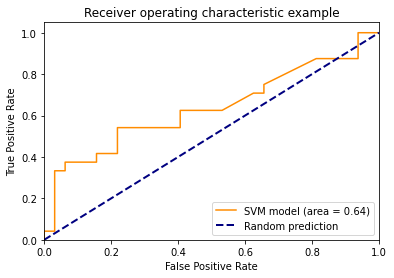 Receiver operating characteristic example
True Positive Rate
1.0
0.8
0.6
0.4
0.2
0.0
SVM model (area = 0.64)
Random prediction
0.0 0.2 0.4 0.6 0.8 1.0
False Positive Rate